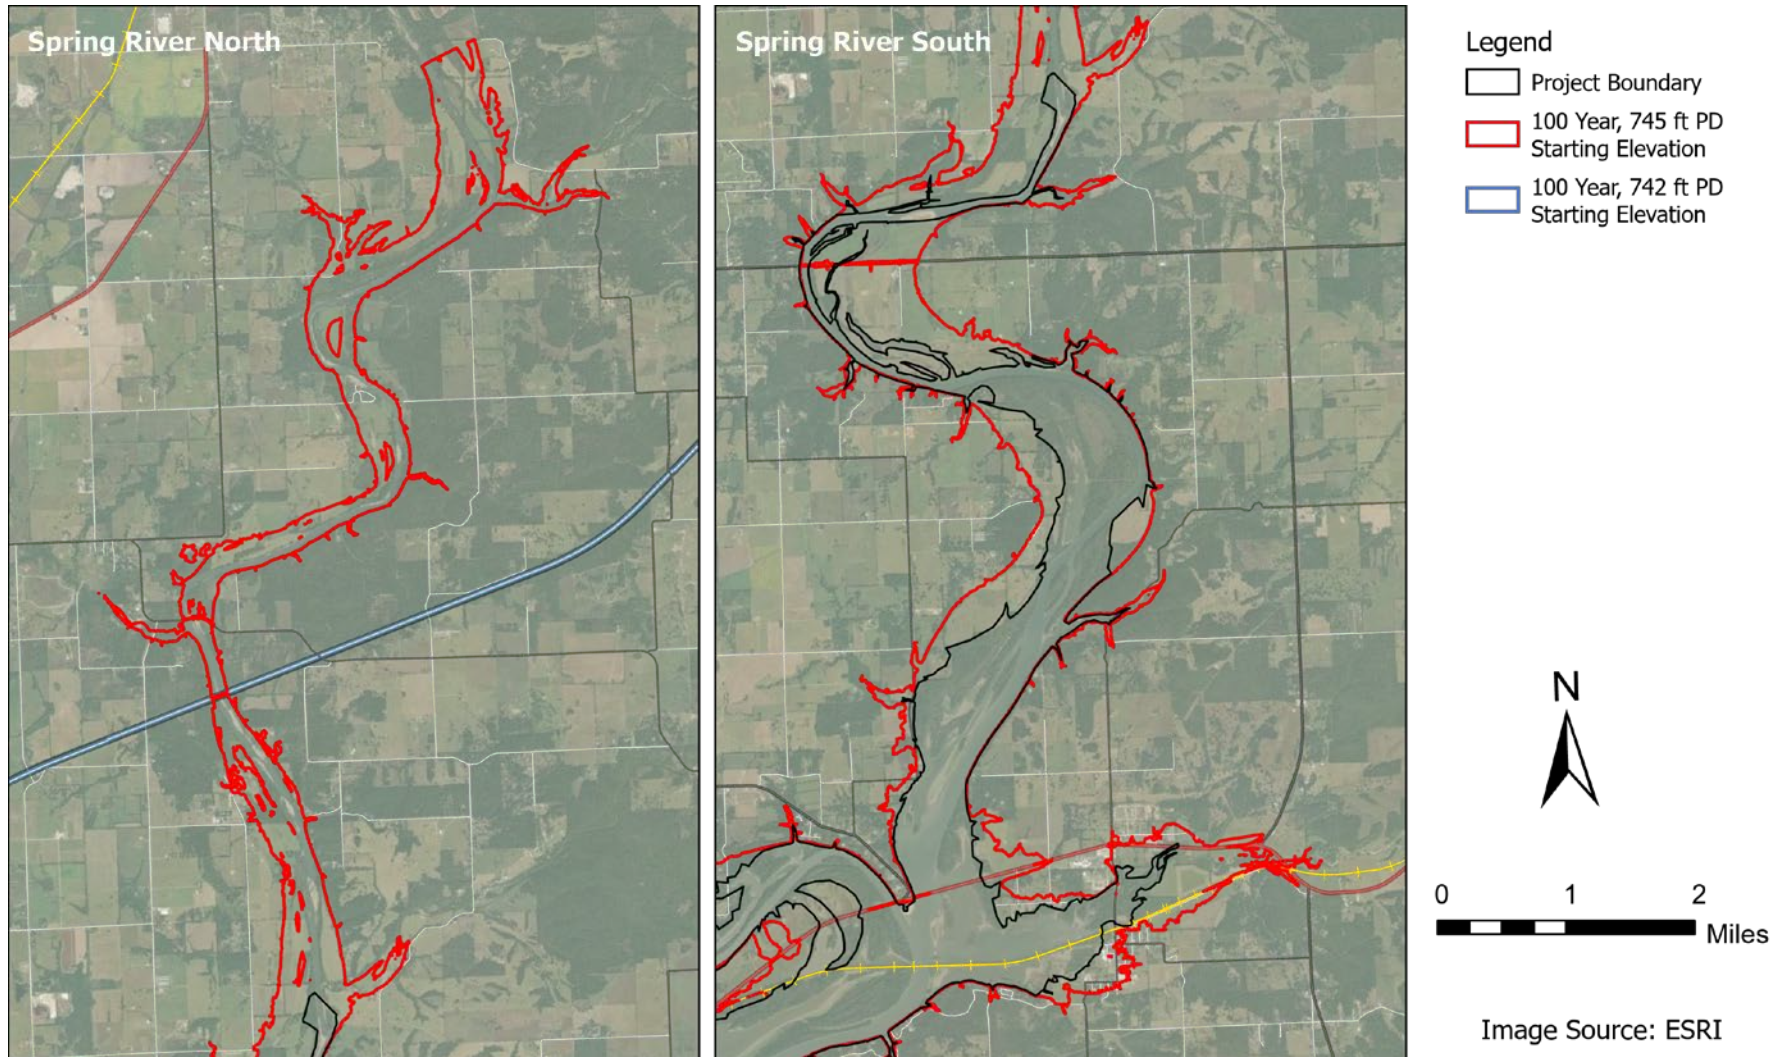 Spring River North
Spring River South
Legend
Project Boundary
100 Year, 745 ft PD
Starting Elevation
100 Year, 742 ft PD
Starting Elevation
N
0 1 2
Miles
Image Source: ESRI